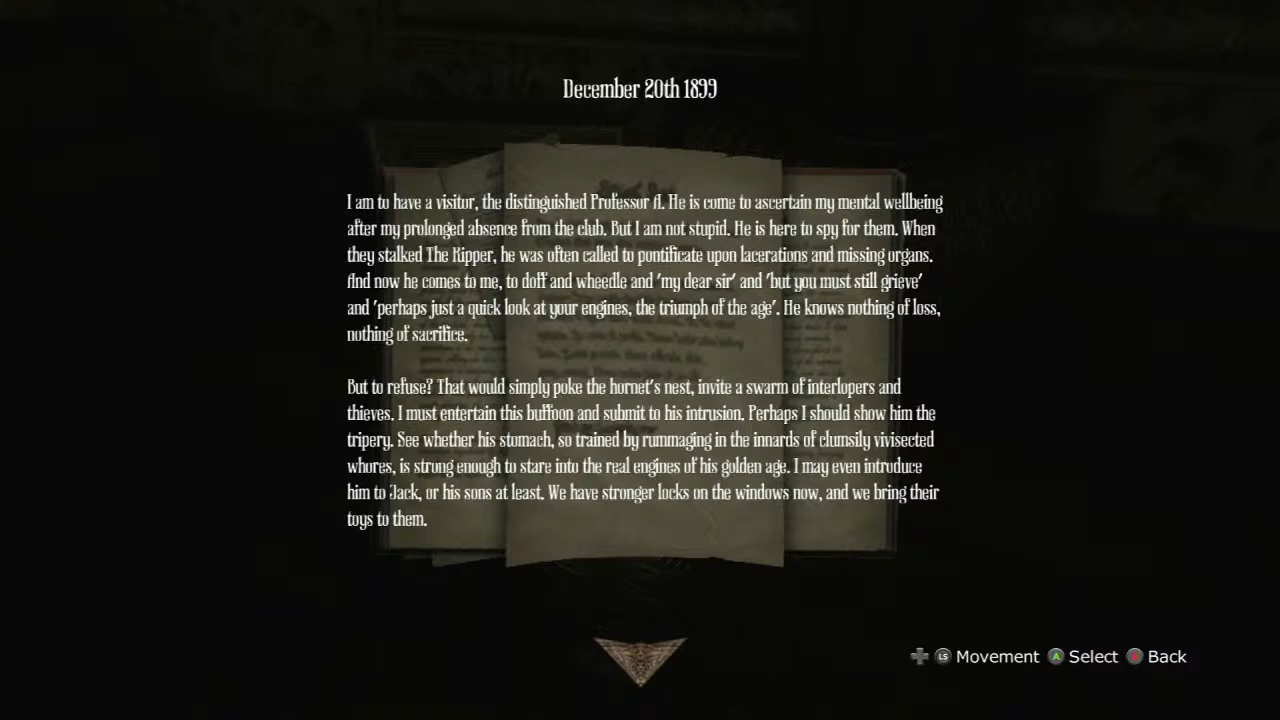 December 20th 1899
I am to have a visitor, the distinguished Professor A. He is come to ascertain my mental wellbeing
after my prolonged absence from the club. But I am not stupid. He is here to spy for them. When
they stalked The Ripper, he was often called to pontificate upon lacerations and missing organs.
And now he comes to me, to doff and wheedle and 'my dear sir' and 'but you must still grieve'
and 'perhaps just a quick look at your engines, the triumph of the age'. He knows nothing of loss,
nothing of sacrifice.
But to refuse? That would simply poke the hornet's nest, invite a swarm of interlopers and
thieves. I must entertain this buffoon and submit to his intrusion. Perhaps I should show him the
tripery. See whether his stomach, so trained by rummaging in the innards of clumsily vivisected
whores, is strong enough to stare into the real engines of his golden age. I may even introduce
him to Jack, or his sons at least. We have stronger locks on the windows now, and we bring their
toys to them.
LS Movement A Select B Back